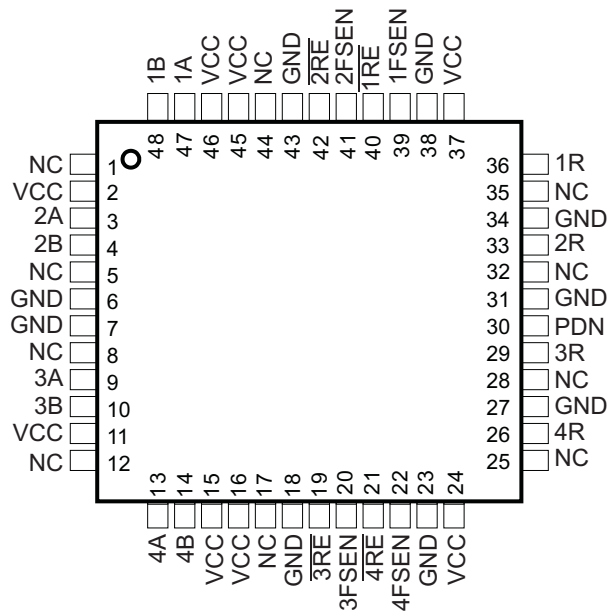 1B 1A VCC VCC NC GND 2̅R̅E̅ 2FSEN 1̅R̅E̅ 1FSEN GND VCC
48 47 46 45 44 43 42 41 40 39 38 37
NC 1 36 1R
VCC 2 35 NC
2A 3 34 GND
2B 4 33 2R
NC 5 32 NC
GND 6 31 GND
GND 7 30 PDN
NC 8 29 3R
3A 9 28 NC
3B 10 27 GND
VCC 11 26 4R
NC 12 25 NC
13 14 15 16 17 18 19 20 21 22 23 24
4A 4B VCC VCC NC GND 3̅R̅E̅ 3FSEN 4̅R̅E̅ 4FSEN GND VCC